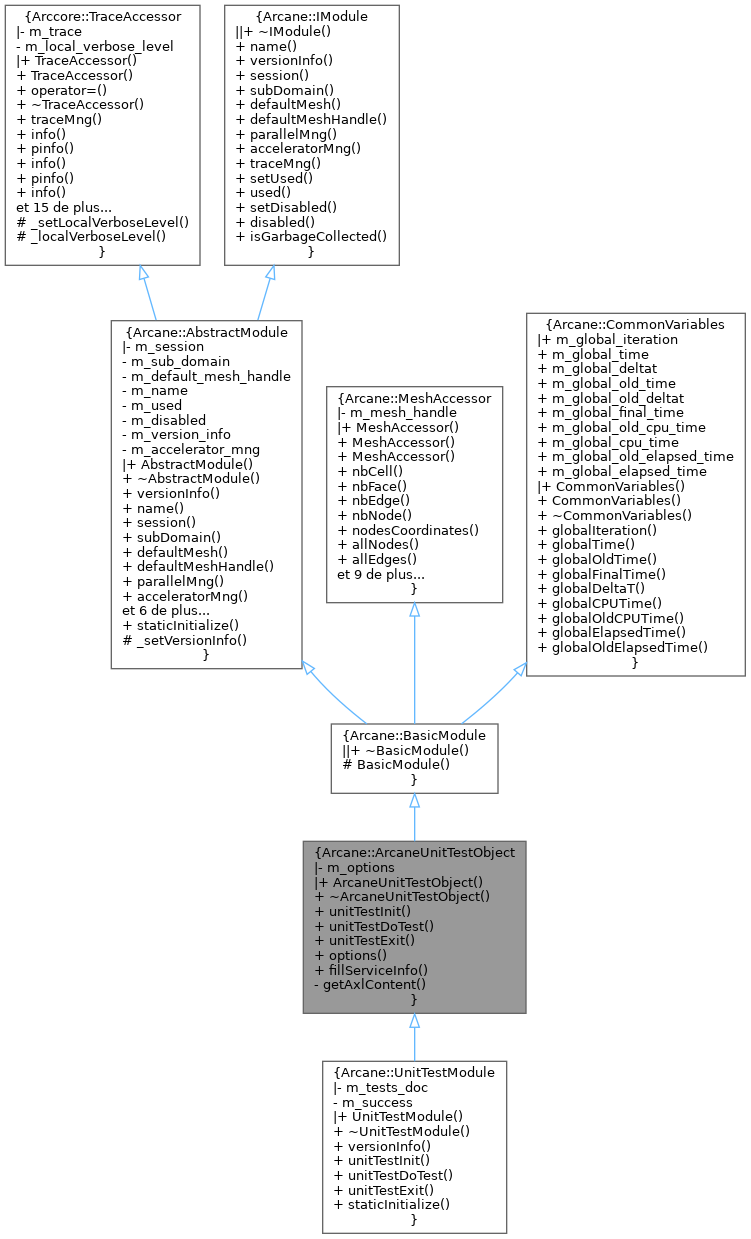 {Arccore::TraceAccessor
|- m_trace
- m_local_verbose_level
|+ TraceAccessor()
+ TraceAccessor()
+ operator=()
+ ~TraceAccessor()
+ traceMng()
+ info()
+ pinfo()
+ info()
+ pinfo()
+ info()
et 15 de plus...
# _setLocalVerboseLevel()
# _localVerboseLevel()
}
{Arcane::IModule
||+ ~IModule()
+ name()
+ versionInfo()
+ session()
+ subDomain()
+ defaultMesh()
+ defaultMeshHandle()
+ parallelMng()
+ acceleratorMng()
+ traceMng()
+ setUsed()
+ used()
+ setDisabled()
+ disabled()
+ isGarbageCollected()
}
{Arcane::AbstractModule
|- m_session
- m_sub_domain
- m_default_mesh_handle
- m_name
- m_used
- m_disabled
- m_version_info
- m_accelerator_mng
|+ AbstractModule()
+ ~AbstractModule()
+ versionInfo()
+ name()
+ session()
+ subDomain()
+ defaultMesh()
+ defaultMeshHandle()
+ parallelMng()
+ acceleratorMng()
et 6 de plus...
+ staticInitialize()
# _setVersionInfo()
}
{Arcane::MeshAccessor
|- m_mesh_handle
|+ MeshAccessor()
+ MeshAccessor()
+ MeshAccessor()
+ nbCell()
+ nbFace()
+ nbEdge()
+ nbNode()
+ nodesCoordinates()
+ allNodes()
+ allEdges()
et 9 de plus...
}
{Arcane::CommonVariables
|+ m_global_iteration
+ m_global_time
+ m_global_deltat
+ m_global_old_time
+ m_global_old_deltat
+ m_global_final_time
+ m_global_old_cpu_time
+ m_global_cpu_time
+ m_global_old_elapsed_time
+ m_global_elapsed_time
|+ CommonVariables()
+ CommonVariables()
+ ~CommonVariables()
+ globalIteration()
+ globalTime()
+ globalOldTime()
+ globalFinalTime()
+ globalDeltaT()
+ globalCPUTime()
+ globalOldCPUTime()
+ globalElapsedTime()
+ globalOldElapsedTime()
}
{Arcane::BasicModule
||+ ~BasicModule()
# BasicModule()
}
{Arcane::ArcaneUnitTestObject
|- m_options
|+ ArcaneUnitTestObject()
+ ~ArcaneUnitTestObject()
+ unitTestInit()
+ unitTestDoTest()
+ unitTestExit()
+ options()
+ fillServiceInfo()
- getAxlContent()
}
{Arcane::UnitTestModule
|- m_tests_doc
- m_success
|+ UnitTestModule()
+ ~UnitTestModule()
+ versionInfo()
+ unitTestInit()
+ unitTestDoTest()
+ unitTestExit()
+ staticInitialize()
}